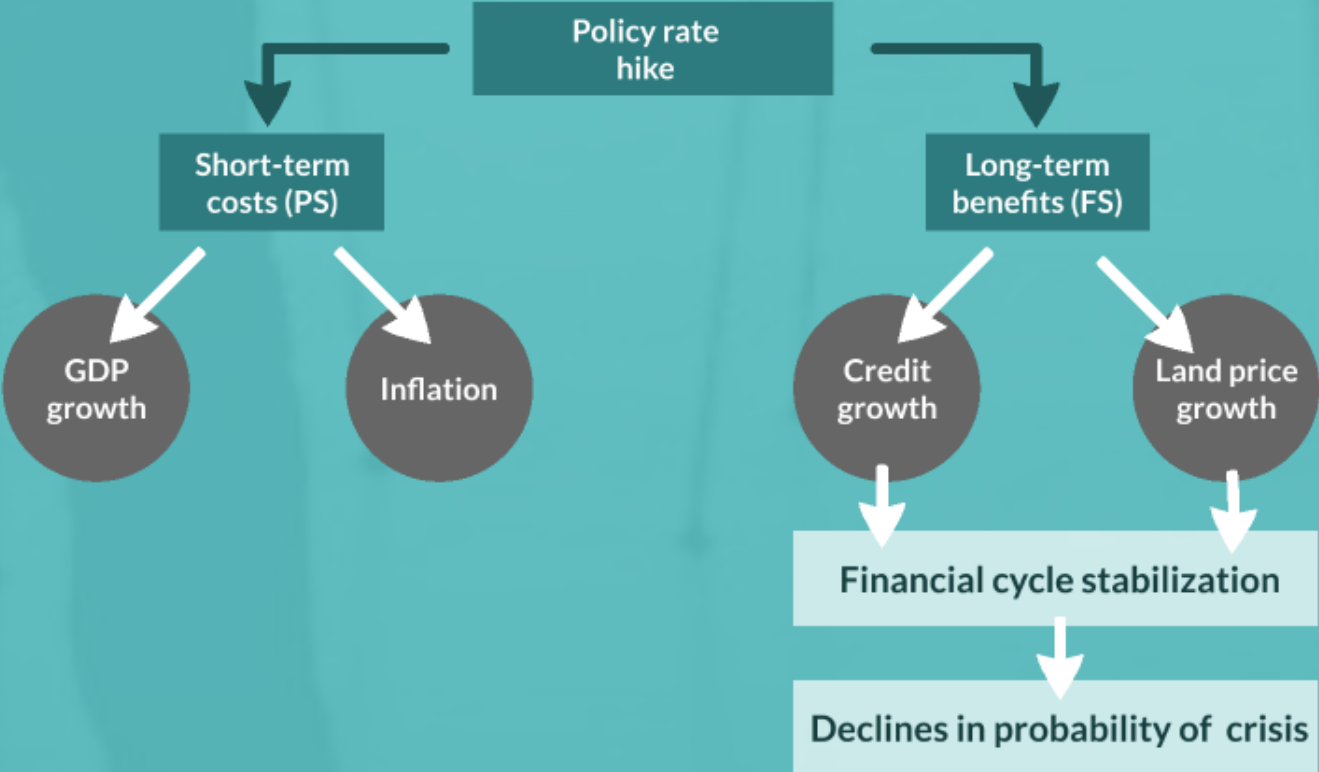 Policy rate
hike
Short-term
costs (PS)
Long-term
benefits (FS)
GDP
growth
Inflation
Credit
growth
Land price
growth
Financial cycle stabilization
Declines in probability of crisis